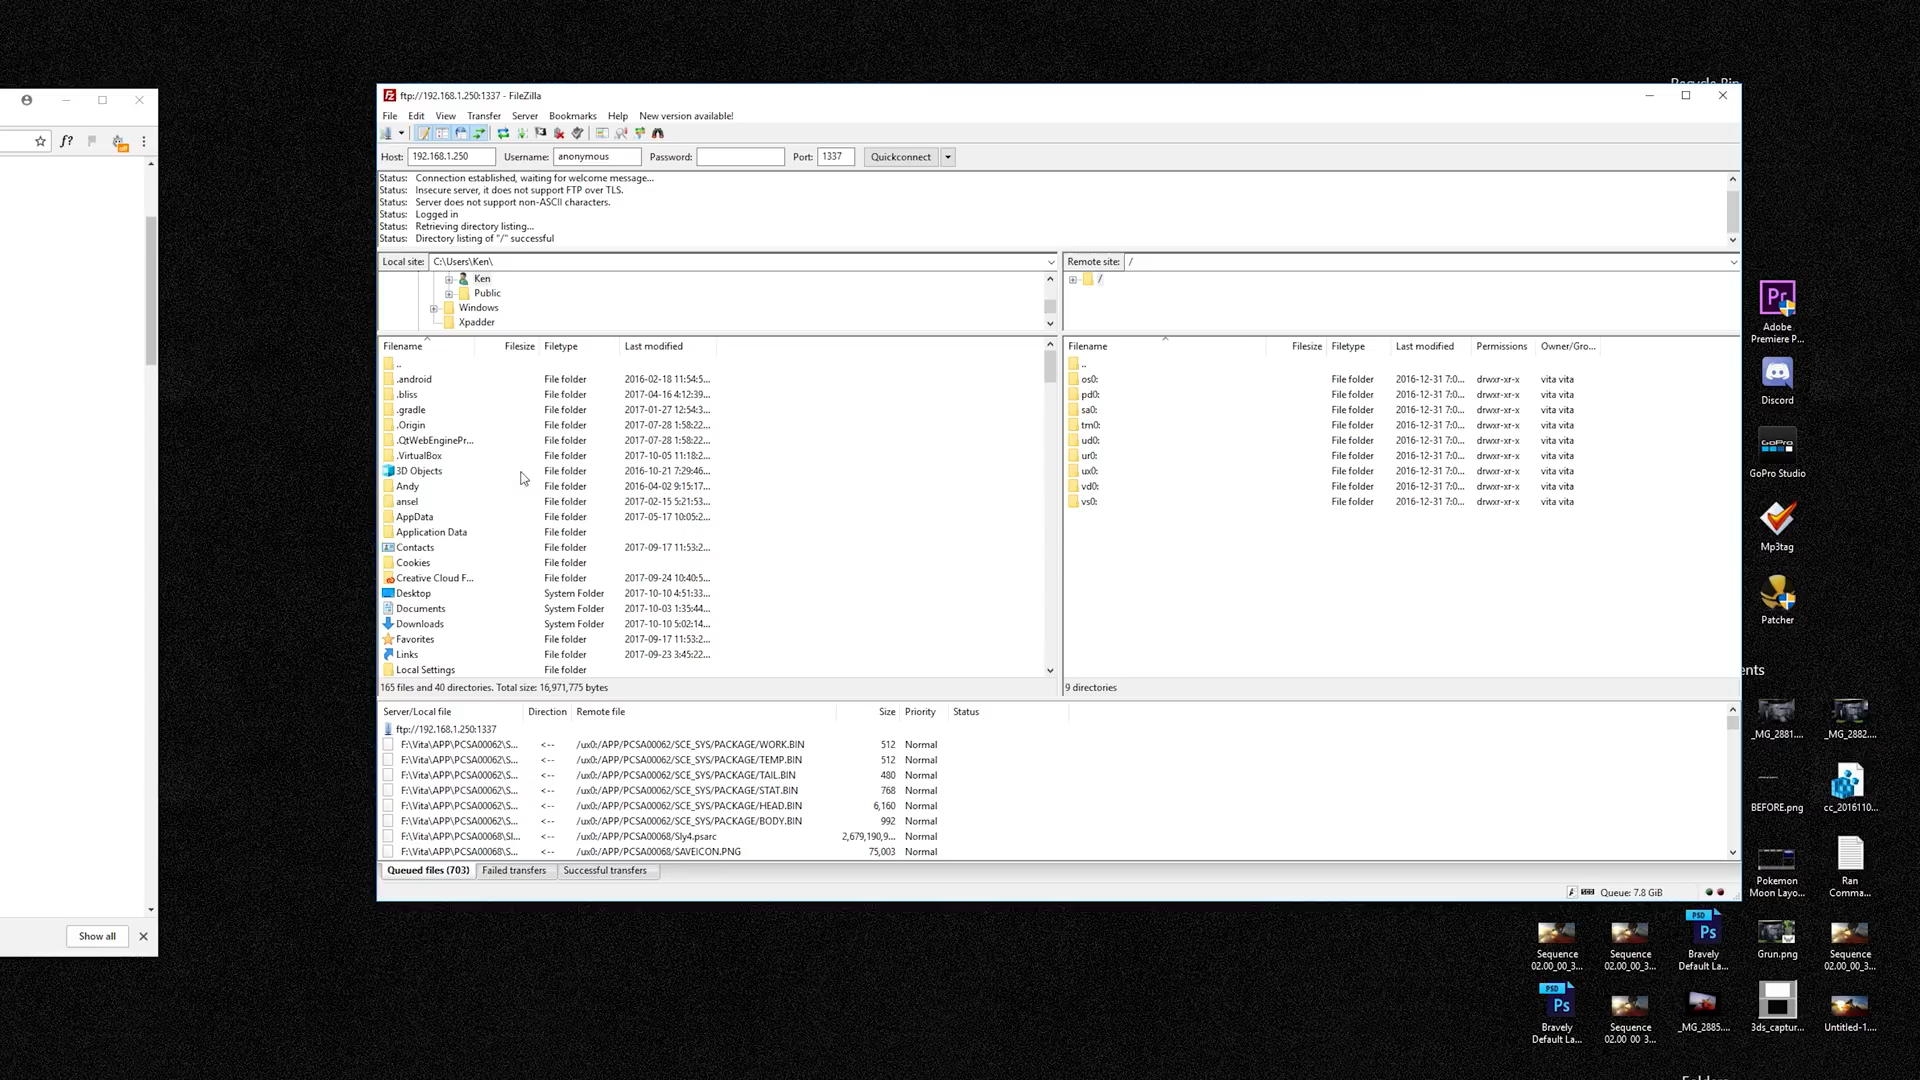 Recycle Bin
ftp://192.168.1.250:1337 - FileZilla
File Edit View Transfer Server Bookmarks Help New version available!
Host: 192.168.1.250 Username: anonymous Password: Port: 1337 Quickconnect
Status: Connection established, waiting for welcome message...
Status: Insecure server, it does not support FTP over TLS.
Status: Server does not support non-ASCII characters.
Status: Logged in
Status: Retrieving directory listing...
Status: Directory listing of "/" successful
Local site: C:\Users\Ken\
Ken
Public
Windows
Xpadder
Remote site: /
/
Filename Filesize Filetype Last modified
..
.android File folder 2016-02-18 11:54:5...
.bliss File folder 2017-04-16 4:12:39...
.gradle File folder 2017-01-27 12:54:3...
.Origin File folder 2017-07-28 1:58:22...
.QtWebEnginePr... File folder 2017-07-28 1:58:22...
.VirtualBox File folder 2017-10-05 11:18:2...
3D Objects File folder 2016-10-21 7:29:46...
Andy File folder 2016-04-02 9:15:17...
ansel File folder 2017-02-15 5:21:53...
AppData File folder 2017-05-17 10:05:2...
Application Data File folder
Contacts File folder 2017-09-17 11:53:2...
Cookies File folder
Creative Cloud F... File folder 2017-09-24 10:40:5...
Desktop System Folder 2017-10-10 4:51:33...
Documents System Folder 2017-10-03 1:35:44...
Downloads System Folder 2017-10-10 5:02:14...
Favorites File folder 2017-09-17 11:53:2...
Links File folder 2017-09-23 3:45:22...
Local Settings File folder
165 files and 40 directories. Total size: 16,971,775 bytes
Filename Filesize Filetype Last modified Permissions Owner/Gro...
..
os0: File folder 2016-12-31 7:0... drwxr-xr-x vita vita
pd0: File folder 2016-12-31 7:0... drwxr-xr-x vita vita
sa0: File folder 2016-12-31 7:0... drwxr-xr-x vita vita
tm0: File folder 2016-12-31 7:0... drwxr-xr-x vita vita
ud0: File folder 2016-12-31 7:0... drwxr-xr-x vita vita
ur0: File folder 2016-12-31 7:0... drwxr-xr-x vita vita
ux0: File folder 2016-12-31 7:0... drwxr-xr-x vita vita
vd0: File folder 2016-12-31 7:0... drwxr-xr-x vita vita
vs0: File folder 2016-12-31 7:0... drwxr-xr-x vita vita
9 directories
Server/Local file Direction Remote file Size Priority Status
ftp://192.168.1.250:1337
F:\Vita\APP\PCSA00062\S... <-- /ux0:/APP/PCSA00062/SCE_SYS/PACKAGE/WORK.BIN 512 Normal
F:\Vita\APP\PCSA00062\S... <-- /ux0:/APP/PCSA00062/SCE_SYS/PACKAGE/TEMP.BIN 512 Normal
F:\Vita\APP\PCSA00062\S... <-- /ux0:/APP/PCSA00062/SCE_SYS/PACKAGE/TAIL.BIN 480 Normal
F:\Vita\APP\PCSA00062\S... <-- /ux0:/APP/PCSA00062/SCE_SYS/PACKAGE/STAT.BIN 768 Normal
F:\Vita\APP\PCSA00062\S... <-- /ux0:/APP/PCSA00062/SCE_SYS/PACKAGE/HEAD.BIN 6,160 Normal
F:\Vita\APP\PCSA00062\S... <-- /ux0:/APP/PCSA00062/SCE_SYS/PACKAGE/BODY.BIN 992 Normal
F:\Vita\APP\PCSA00068\Sl... <-- /ux0:/APP/PCSA00068/Sly4.psarc 2,679,190,9... Normal
F:\Vita\APP\PCSA00068\S... <-- /ux0:/APP/PCSA00068/SAVEICON.PNG 75,003 Normal
Queued files (703) Failed transfers Successful transfers
Queue: 7.8 GiB
f?
Show all
Pr
Adobe
Premiere P...
Discord
GoPro
GoPro Studio
Mp3tag
Patcher
ents
_MG_2881....
_MG_2882....
BEFORE.png
cc_2016110...
Pokemon
Moon Layo...
Ran
Comma...
Sequence
02.00_00_3...
Sequence
02.00_00_3...
PSD
Ps
Bravely
Default La...
Grun.png
Sequence
02.00_00_3...
PSD
Ps
Bravely
Default La...
Sequence
02.00 00 3...
_MG_2885....
3ds_captur...
Untitled-1....